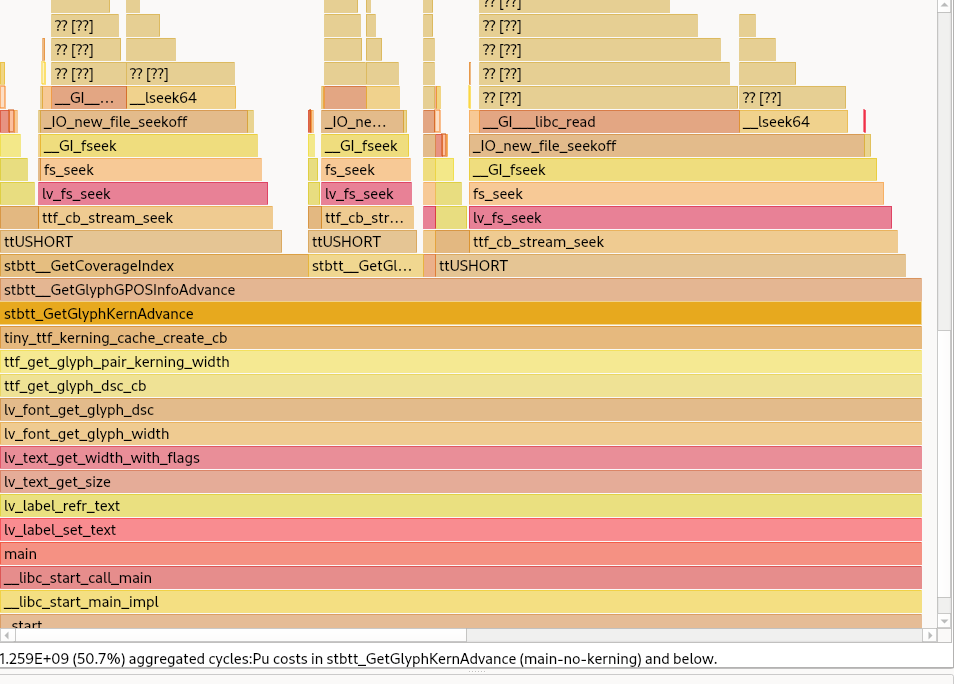 ?? [??]
?? [??] ?? [??]
?? [??] ?? [??]
?? [??] ?? [??] ?? [??]
__GI__... __lseek64 ?? [??] ?? [??]
_IO_new_file_seekoff _IO_ne... __GI___libc_read __lseek64
__GI_fseek __GI_fseek _IO_new_file_seekoff
fs_seek fs_seek __GI_fseek
lv_fs_seek lv_fs_seek fs_seek
ttf_cb_stream_seek ttf_cb_str... lv_fs_seek
ttUSHORT ttUSHORT ttf_cb_stream_seek
stbtt__GetCoverageIndex stbtt__GetGl... ttUSHORT
stbtt__GetGlyphGPOSInfoAdvance
stbtt_GetGlyphKernAdvance
tiny_ttf_kerning_cache_create_cb
ttf_get_glyph_pair_kerning_width
ttf_get_glyph_dsc_cb
lv_font_get_glyph_dsc
lv_font_get_glyph_width
lv_text_get_width_with_flags
lv_text_get_size
lv_label_refr_text
lv_label_set_text
main
__libc_start_call_main
__libc_start_main_impl
_start
1.259E+09 (50.7%) aggregated cycles:Pu costs in stbtt_GetGlyphKernAdvance (main-no-kerning) and below.